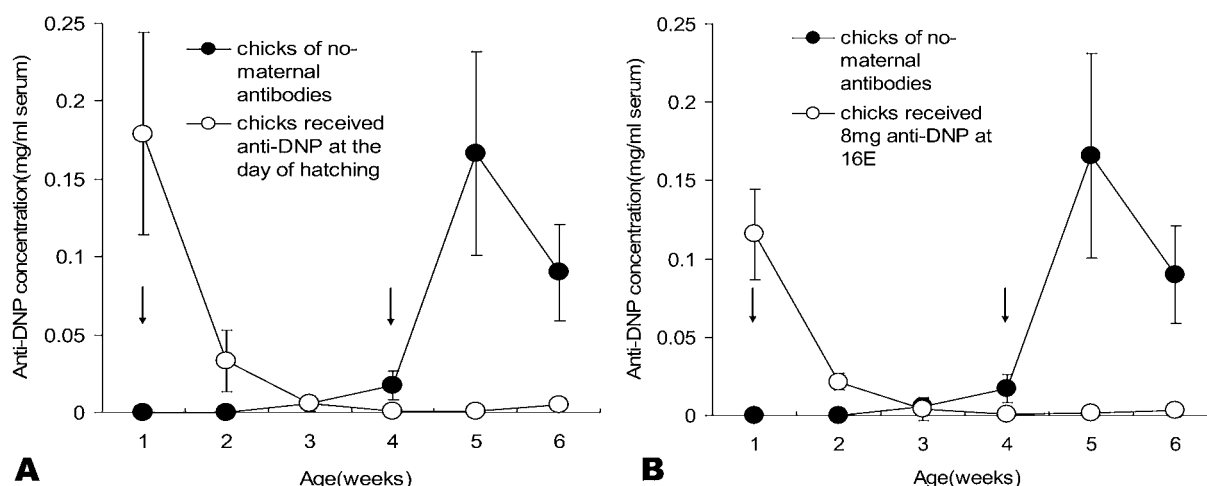 0.25
0.2
0.15
0.1
0.05
0
Anti-DNP concentration(mg/ml serum)
chicks of no-
maternal
antibodies
chicks received
anti-DNP at the
day of hatching
1 2 3 4 5 6
Age(weeks)
A
0.25
0.2
0.15
0.1
0.05
0
Anti-DNP concentration(mg/ml serum)
chicks of no-
maternal
antibodies
chicks received
8mg anti-DNP at
16E
1 2 3 4 5 6
Age(weeks)
B